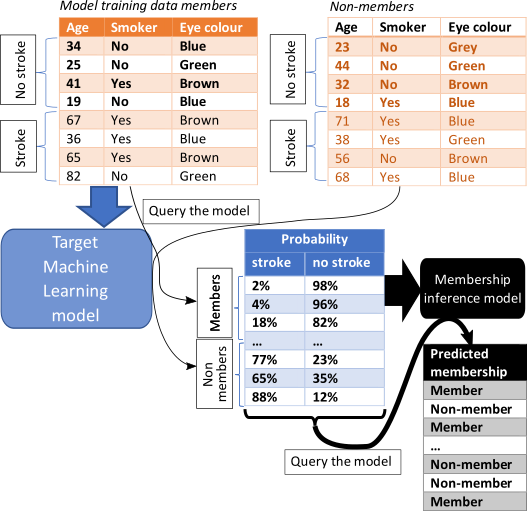 Model training data members
Non-members
No stroke
Stroke
Age Smoker Eye colour
34 No Blue
25 No Green
41 Yes Brown
19 No Blue
67 Yes Brown
36 Yes Blue
65 Yes Brown
82 No Green
No stroke
Stroke
Age Smoker Eye colour
23 No Grey
44 No Green
32 No Brown
18 Yes Blue
71 Yes Blue
38 Yes Green
56 No Brown
68 Yes Blue
Query the model
Target
Machine
Learning
model
Members
Non
members
Probability
stroke no stroke
2% 98%
4% 96%
18% 82%
... ...
77% 23%
65% 35%
88% 12%
Membership
inference model
Query the model
Predicted
membership
Member
Non-member
Member
...
Non-member
Non-member
Member